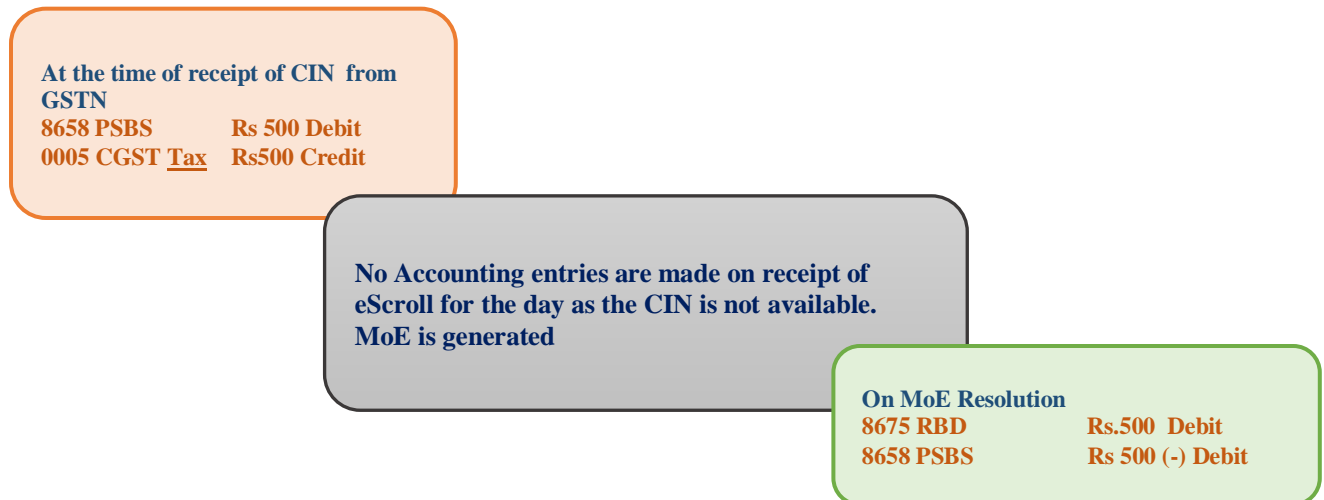 At the time of receipt of CIN from
GSTN
8658 PSBS Rs 500 Debit
0005 CGST Tax Rs500 Credit
No Accounting entries are made on receipt of
eScroll for the day as the CIN is not available.
MoE is generated
On MoE Resolution
8675 RBD Rs.500 Debit
8658 PSBS Rs 500 (-) Debit